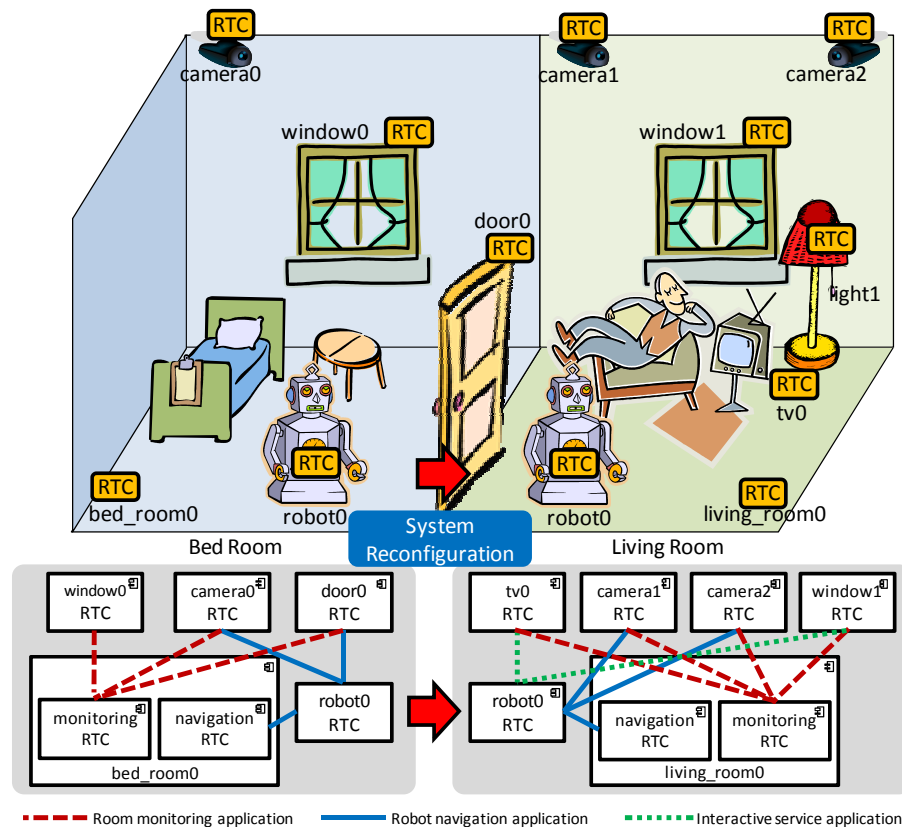 RTC
camera0
RTC
camera1
RTC
camera2
window0
RTC
window1
RTC
door0
RTC
RTC
light1
RTC
tv0
RTC
bed_room0
RTC
robot0
RTC
robot0
RTC
living_room0
Bed Room
System
Reconfiguration
Living Room
window0
RTC
camera0
RTC
door0
RTC
monitoring
RTC
navigation
RTC
robot0
RTC
bed_room0
tv0
RTC
camera1
RTC
camera2
RTC
window1
RTC
robot0
RTC
navigation
RTC
monitoring
RTC
living_room0
Room monitoring application
Robot navigation application
Interactive service application